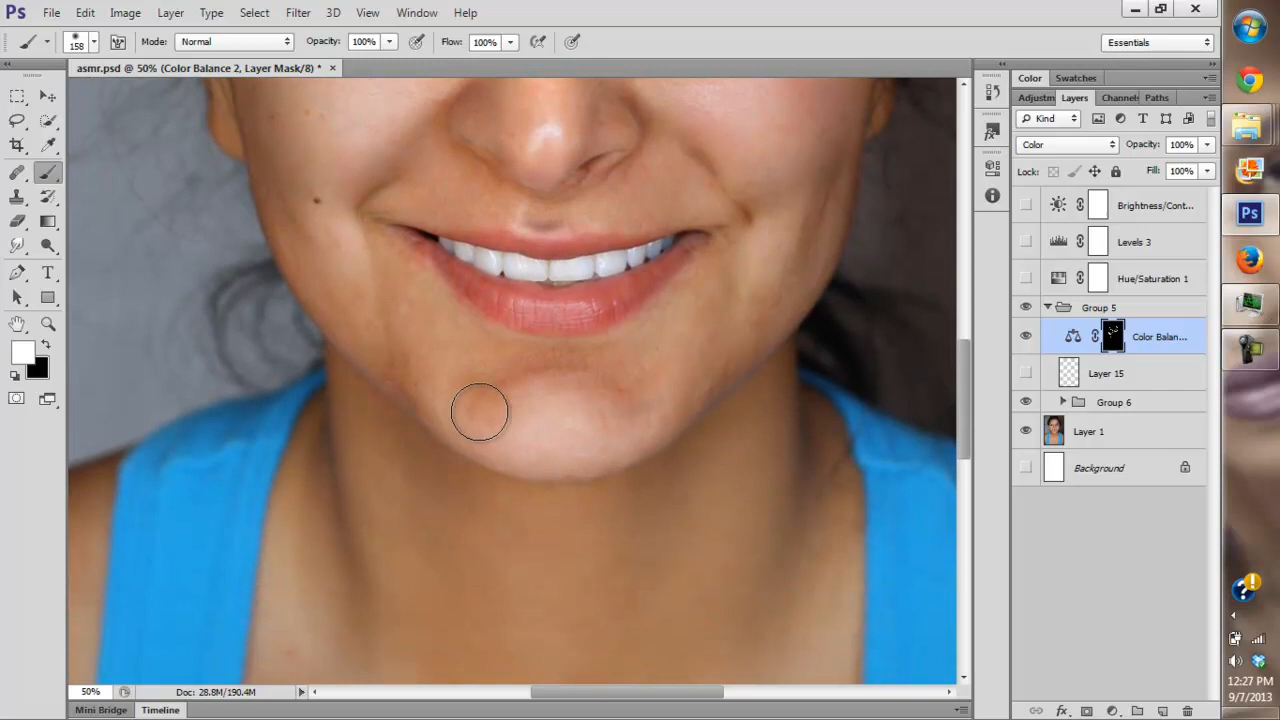 Ps File Edit Image Layer Type Select Filter 3D View Window Help
158 Mode: Normal Opacity: 100% Flow: 100% Essentials
asmr.psd @ 50% (Color Balance 2, Layer Mask/8) * ×
Color Swatches
Adjustm Layers Channels Paths
Kind
Color Opacity: 100%
Lock: Fill: 100%
Brightness/Cont...
Levels 3
Hue/Saturation 1
Group 5
Color Balan...
Layer 15
Group 6
Layer 1
Background
50% Doc: 28.8M/190.4M
Mini Bridge Timeline
Ps
12:27 PM
9/7/2013